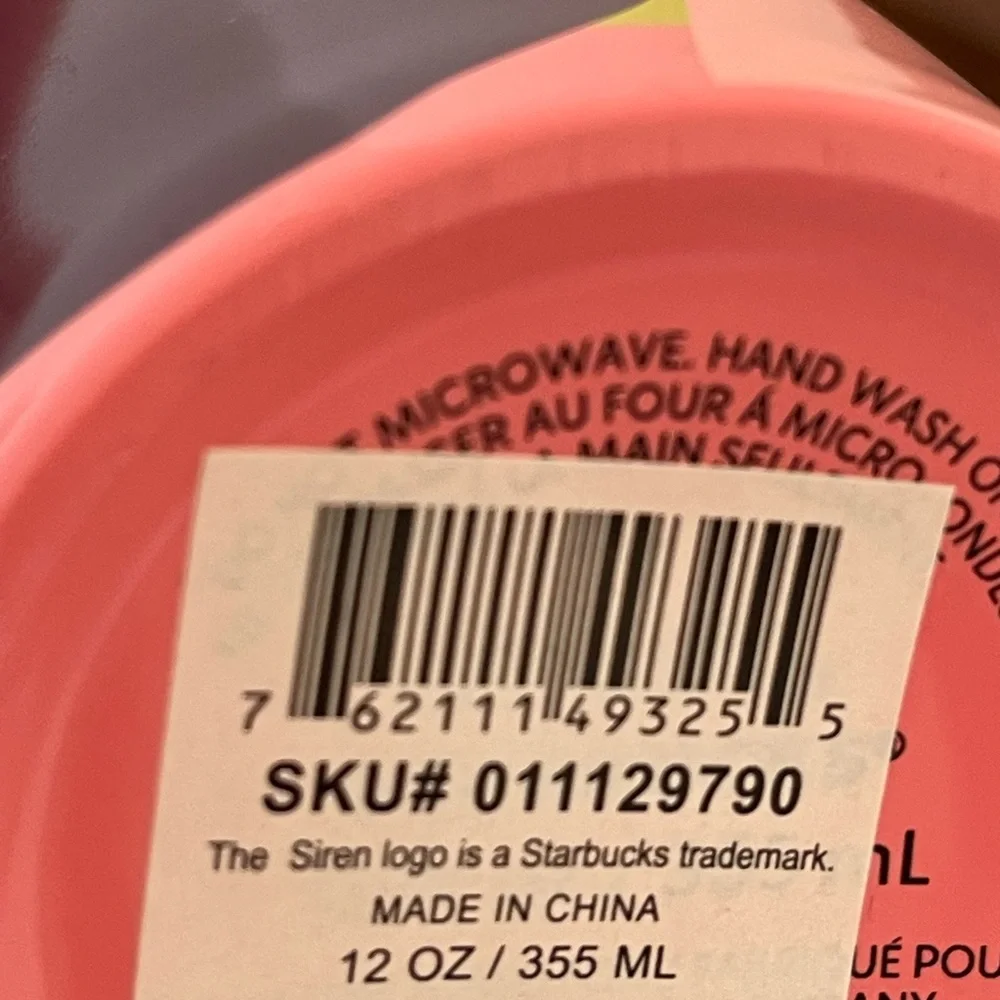 MICROWAVE. HAND WASH
AU FOUR À MICRO
MAIN
7 62111 49325 5
SKU# 011129790
The Siren logo is a Starbucks trademark.
MADE IN CHINA
12 OZ / 355 ML